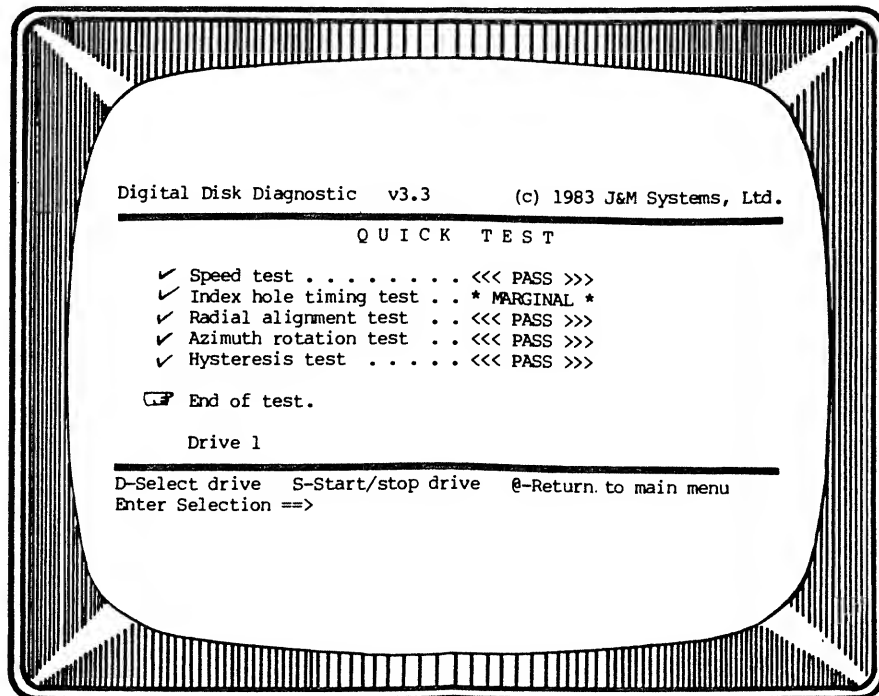 Digital Disk Diagnostic v3.3 (c) 1983 J&M Systems, Ltd.
QUICK TEST
✓ Speed test . . . . . . . . <<< PASS >>>
✓ Index hole timing test . . * MARGINAL *
✓ Radial alignment test . . <<< PASS >>>
✓ Azimuth rotation test . . <<< PASS >>>
✓ Hysteresis test . . . . . <<< PASS >>>
☞ End of test.
Drive 1
D-Select drive S-Start/stop drive @-Return to main menu
Enter Selection ==>